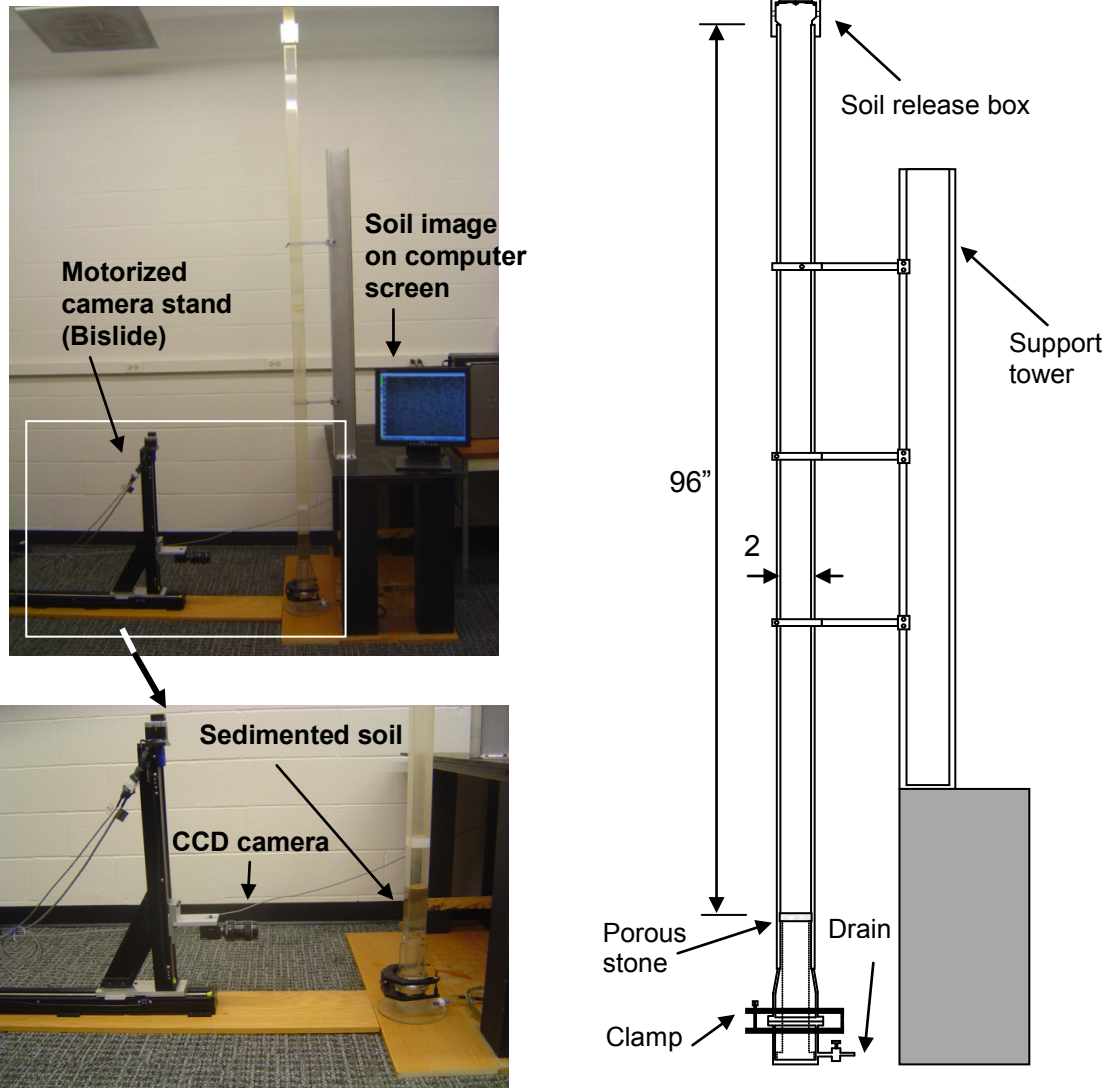 Motorized
camera stand
(Bislide)
Soil image
on computer
screen
Sedimented soil
CCD camera
Soil release box
Support
tower
96”
2
Porous
stone
Drain
Clamp